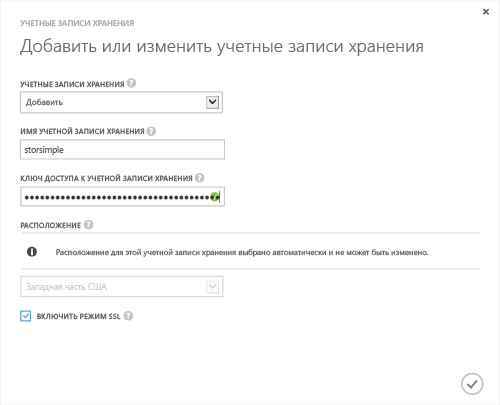 УЧЕТНЫЕ ЗАПИСИ ХРАНЕНИЯ
Добавить или изменить учетные записи хранения
УЧЕТНЫЕ ЗАПИСИ ХРАНЕНИЯ ?
Добавить
ИМЯ УЧЕТНОЙ ЗАПИСИ ХРАНЕНИЯ ?
storsimple
КЛЮЧ ДОСТУПА К УЧЕТНОЙ ЗАПИСИ ХРАНЕНИЯ ?
РАСПОЛОЖЕНИЕ ?
Расположение для этой учетной записи хранения выбрано автоматически и не может быть изменено.
Западная часть США
ВКЛЮЧИТЬ РЕЖИМ SSL ?